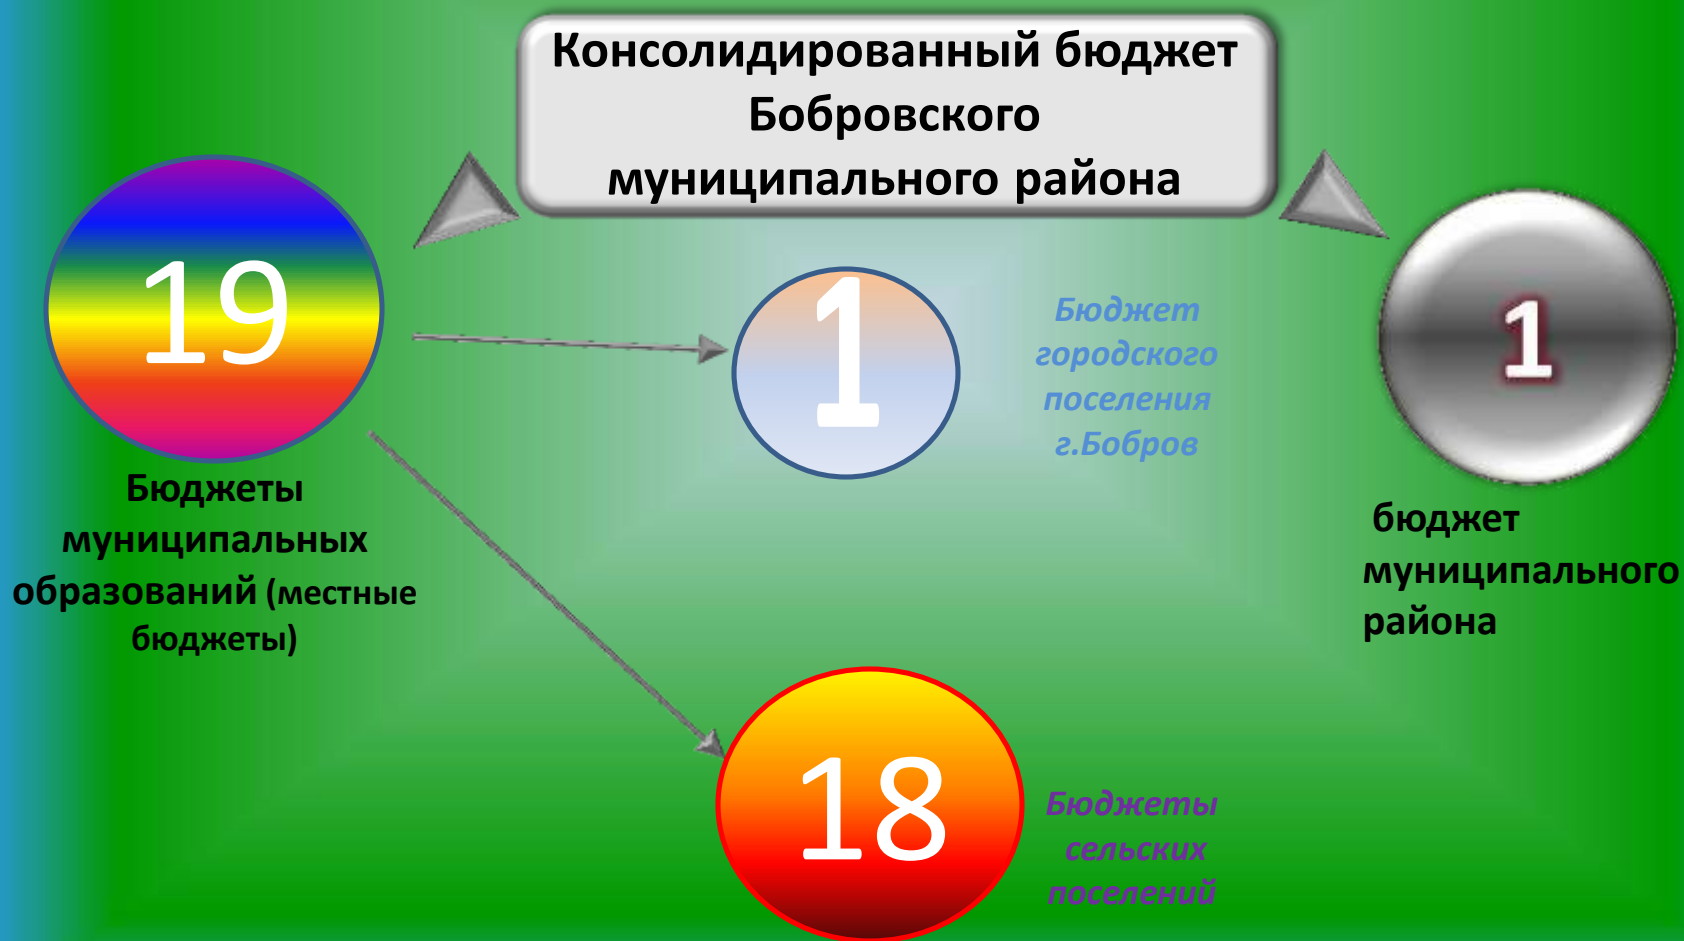 Консолидированный бюджет
Бобровского
муниципального района
19
Бюджеты
муниципальных
образований (местные
бюджеты)
1
Бюджет
городского
поселения
г.Бобров
18
Бюджеты
сельских
поселений
1
бюджет
муниципального
района